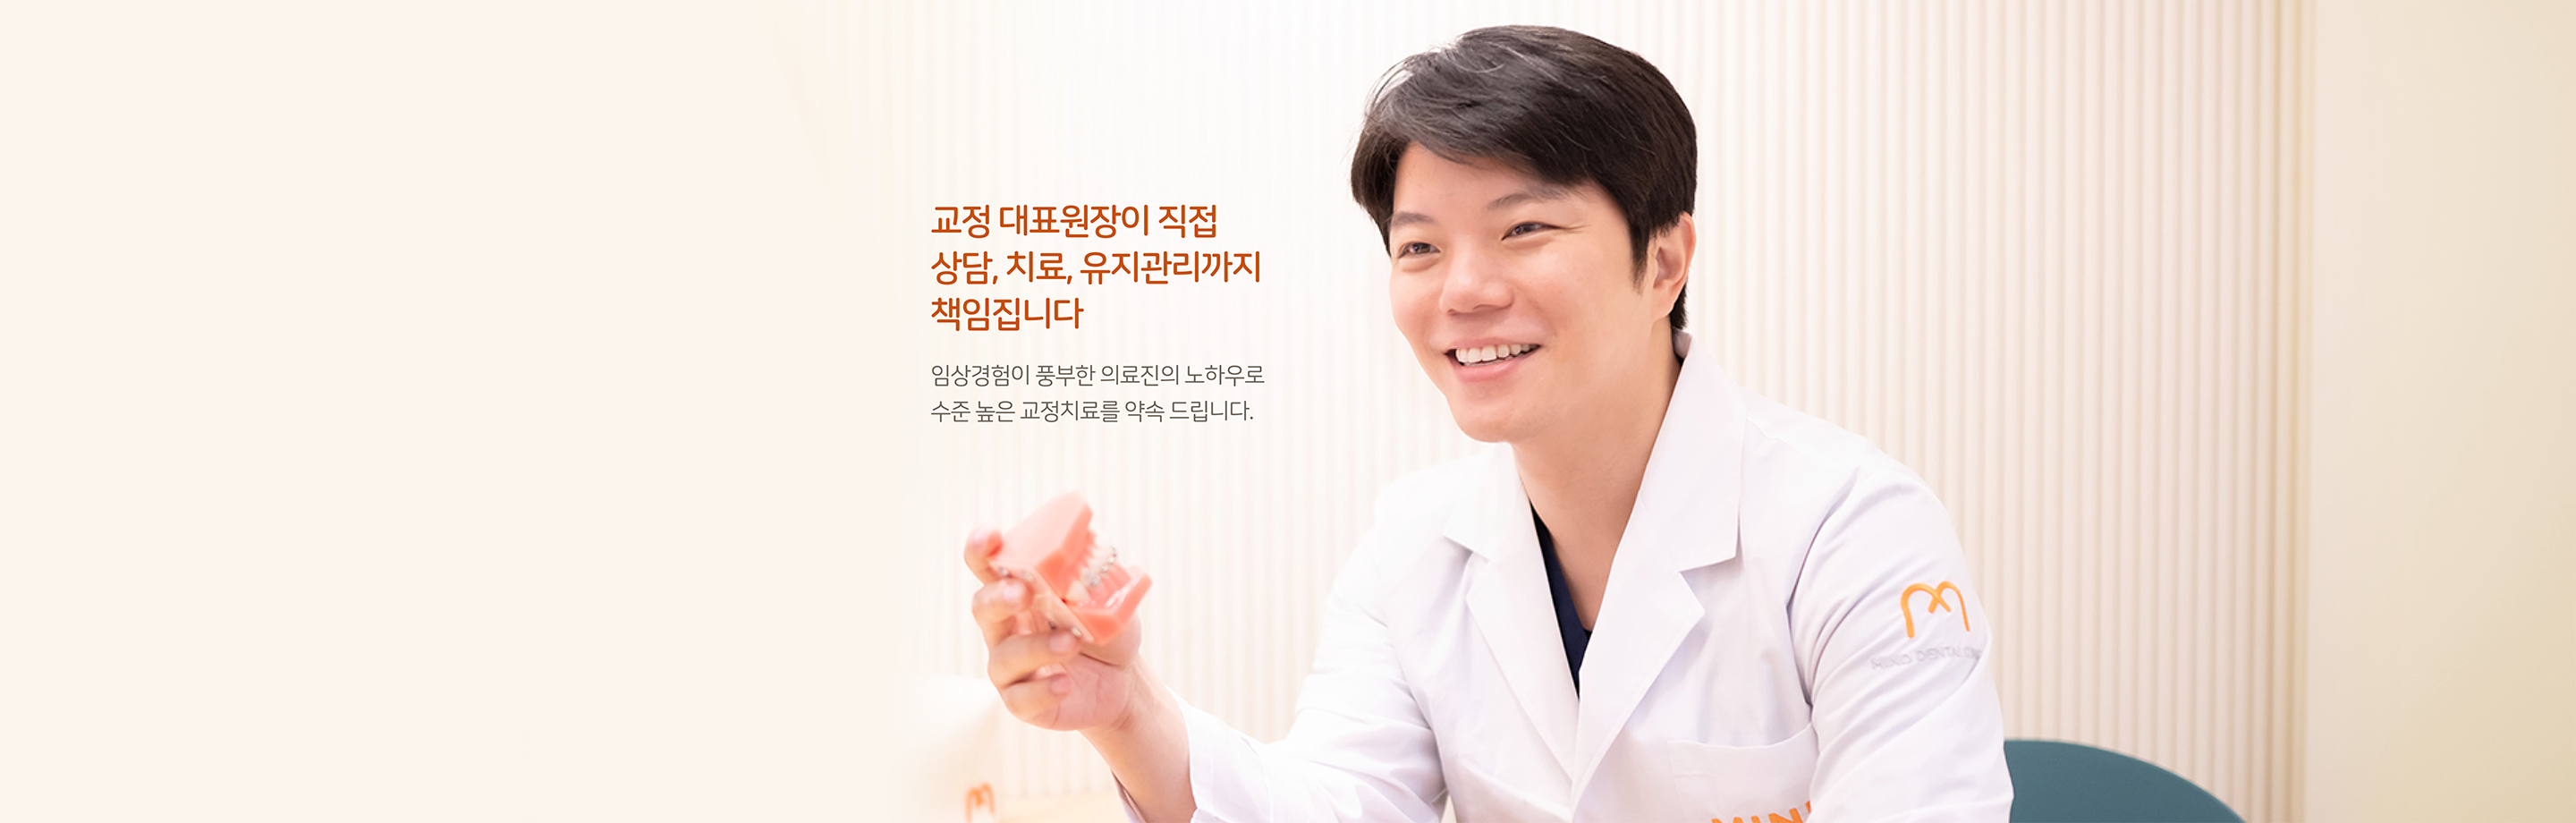 교정 대표원장이 직접
상담, 치료, 유지관리까지
책임집니다
임상경험이 풍부한 의료진의 노하우로
수준 높은 교정치료를 약속 드립니다.
DENTAL